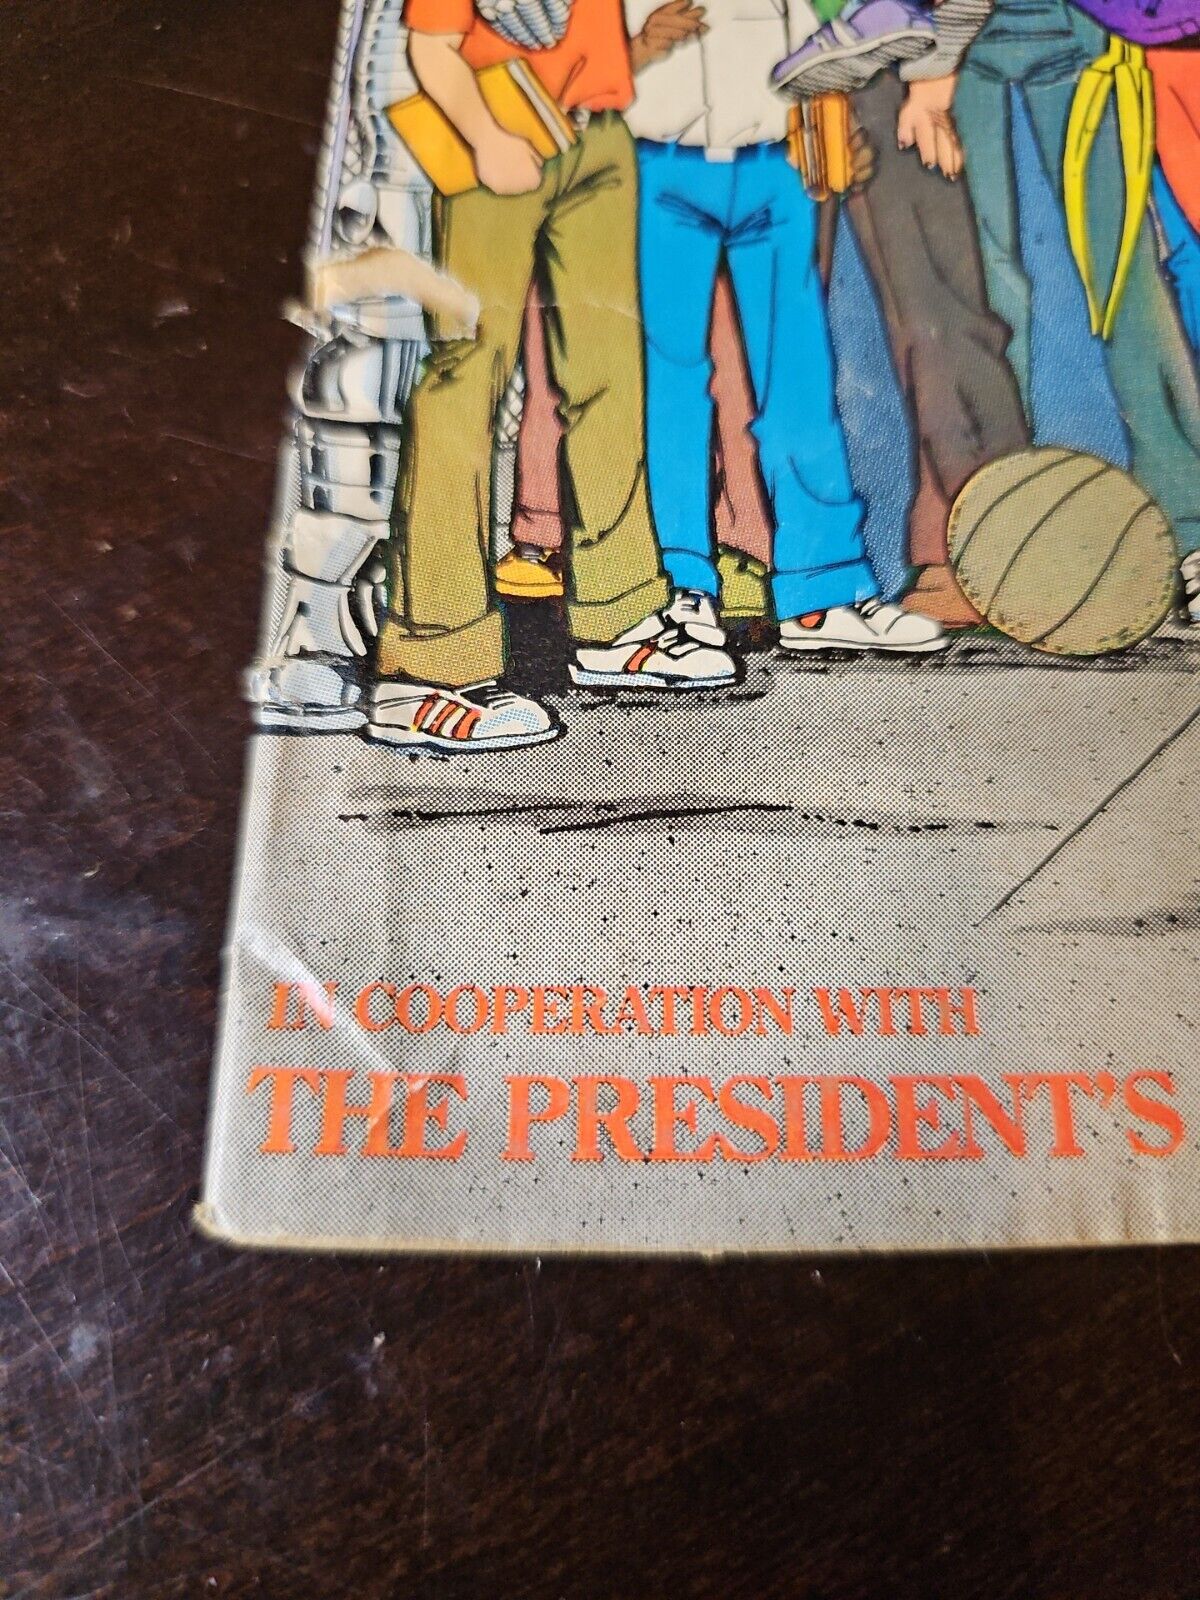 IN COOPERATION WITH
THE PRESIDENT'S